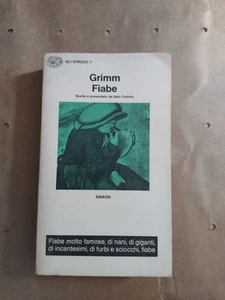 GLI STRUZZI 7
Grimm
Fiabe
Scelte e presentate da Italo Calvino
EINAUDI
Fiabe molto famose, di nani, di giganti,
di incantesimi, di furbi e sciocchi, fiabe